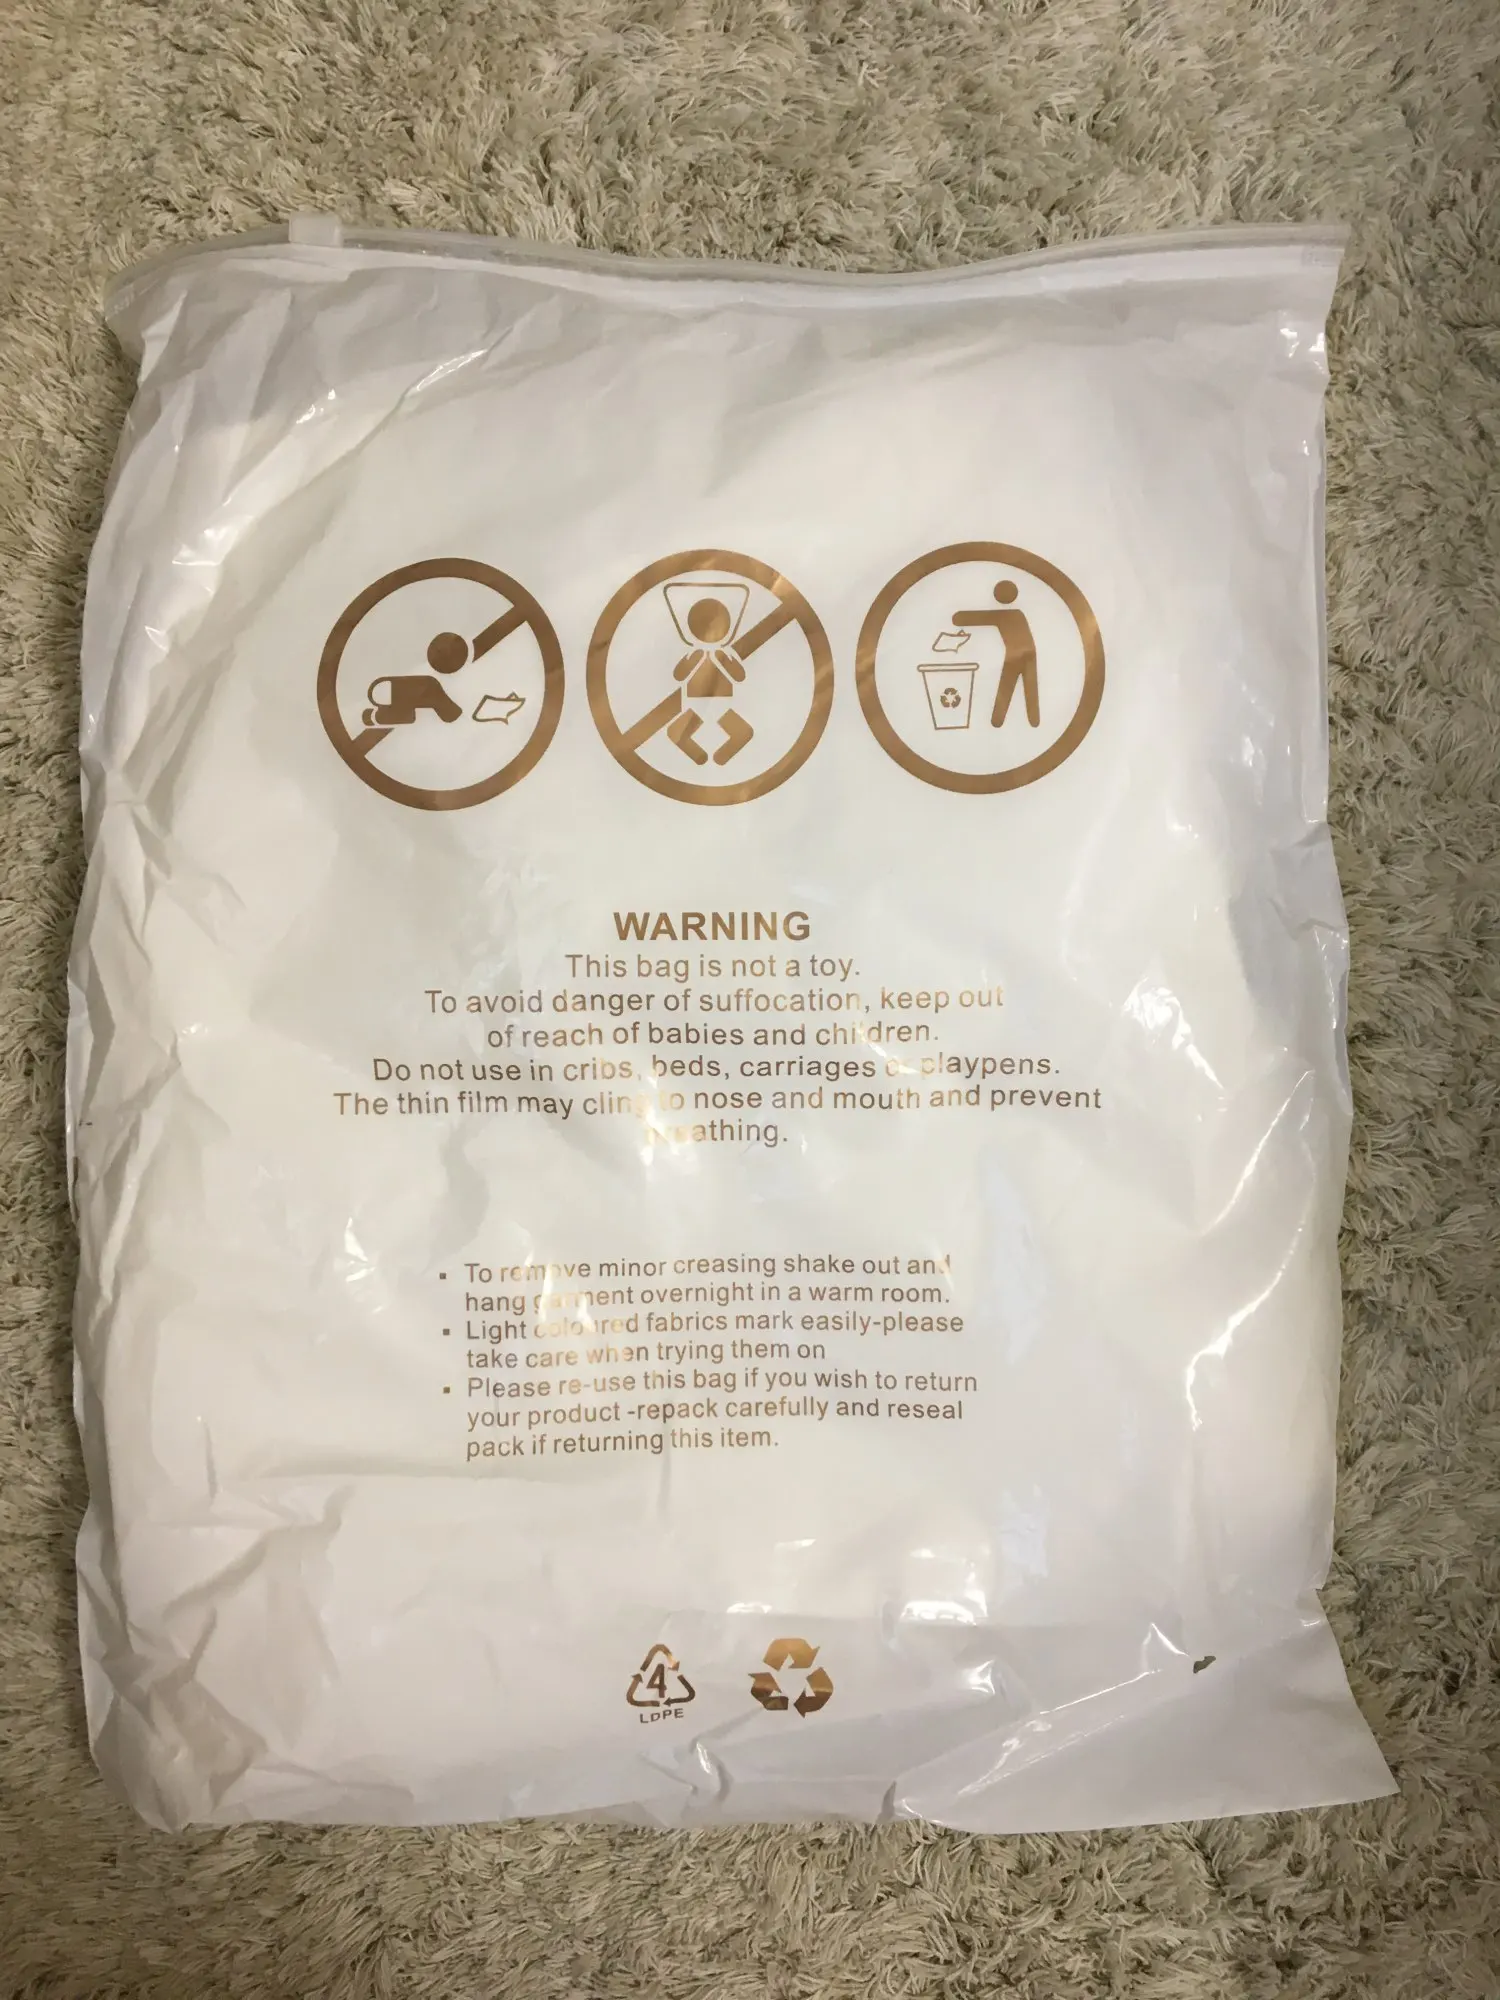 WARNING
This bag is not a toy.
To avoid danger of suffocation, keep out
of reach of babies and children.
Do not use in cribs, beds, carriages or playpens.
The thin film may cling to nose and mouth and prevent
breathing.
▪ To remove minor creasing shake out and
hang garment overnight in a warm room.
▪ Light coloured fabrics mark easily-please
take care when trying them on
▪ Please re-use this bag if you wish to return
your product -repack carefully and reseal
pack if returning this item.
4
LDPE